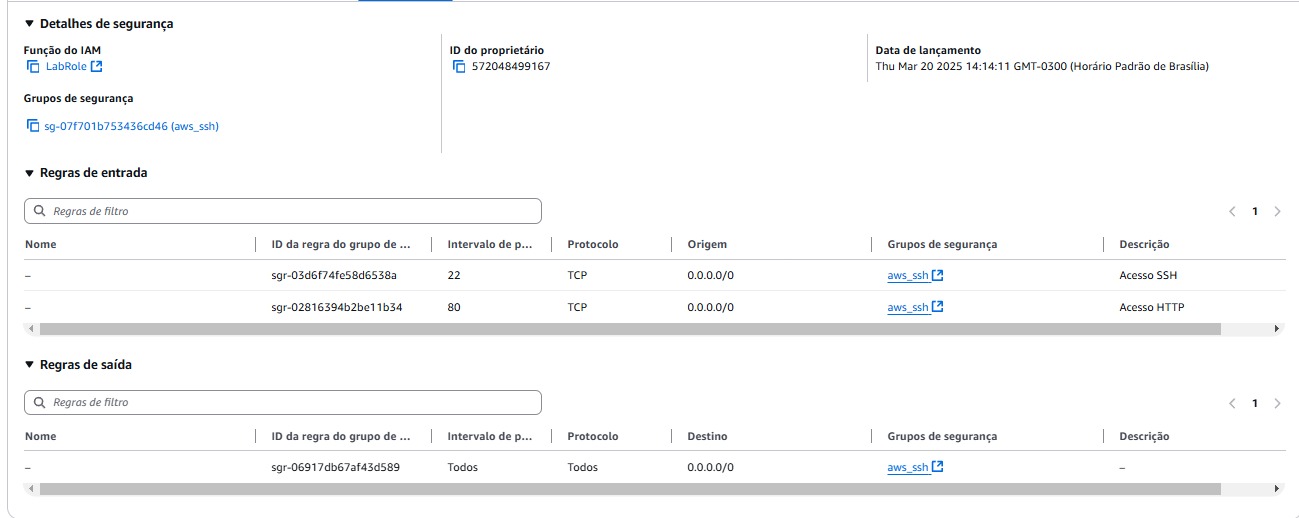 Detalhes de segurança
Função do IAM
LabRole
ID do proprietário
572048499167
Data de lançamento
Thu Mar 20 2025 14:14:11 GMT-0300 (Horário Padrão de Brasília)
Grupos de segurança
sg-07f701b753436cd46 (aws_ssh)
Regras de entrada
Regras de filtro
1
Nome ID da regra do grupo de ... Intervalo de p... Protocolo Origem Grupos de segurança Descrição
– sgr-03d6f74fe58d6538a 22 TCP 0.0.0.0/0 aws_ssh Acesso SSH
– sgr-02816394b2be11b34 80 TCP 0.0.0.0/0 aws_ssh Acesso HTTP
Regras de saída
Regras de filtro
1
Nome ID da regra do grupo de ... Intervalo de p... Protocolo Destino Grupos de segurança Descrição
– sgr-06917db67af43d589 Todos Todos 0.0.0.0/0 aws_ssh –